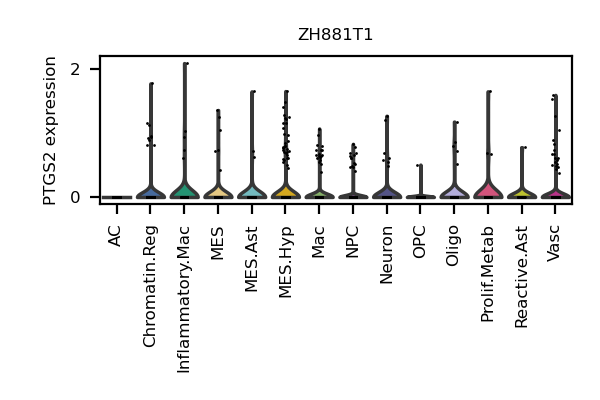 ZH881T1
PTGS2 expression
2
0
AC
Chromatin.Reg
Inflammatory.Mac
MES
MES.Ast
MES.Hyp
Mac
NPC
Neuron
OPC
Oligo
Prolif.Metab
Reactive.Ast
Vasc